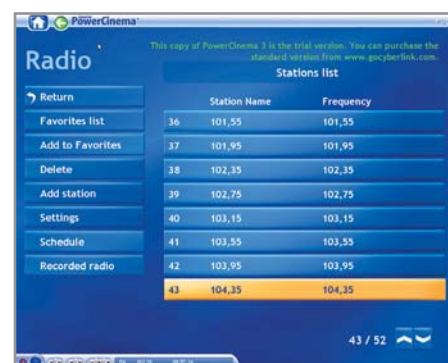 PowerCinema
Radio
This copy of PowerCinema 3 is the trial version. You can purchase the
standard version from www.gocyberlink.com.
Stations list
Return
Favorites list
Add to Favorites
Delete
Add station
Settings
Schedule
Recorded radio
Station Name Frequency
36 101,55 101,55
37 101,95 101,95
38 102,35 102,35
39 102,75 102,75
40 103,15 103,15
41 103,55 103,55
42 103,95 103,95
43 104,35 104,35
43 / 52